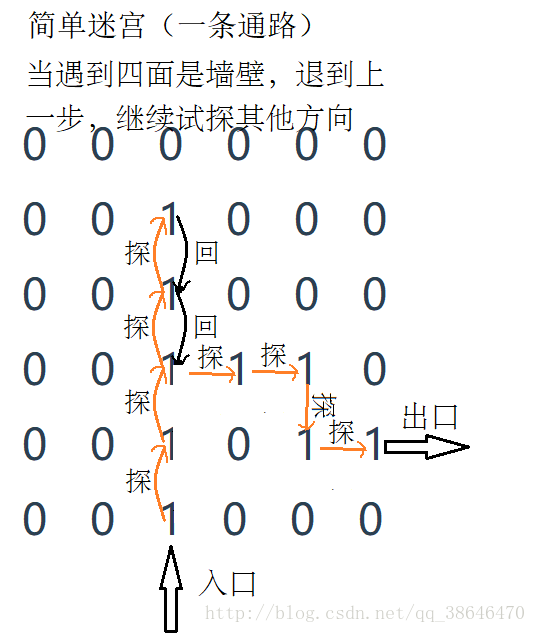 简单迷宫（一条通路）
当遇到四面是墙壁，退到上
一步，继续试探其他方向
0 0 0 0 0 0
0 0 1 0 0 0
探 回
0 0 1 0 0 0
探 回
0 0 1 探 1 探 1 0
探 探
0 0 1 0 1 探 1 出口
探
0 0 1 0 0 0
入口
http://blog.csdn.net/qq_38646470